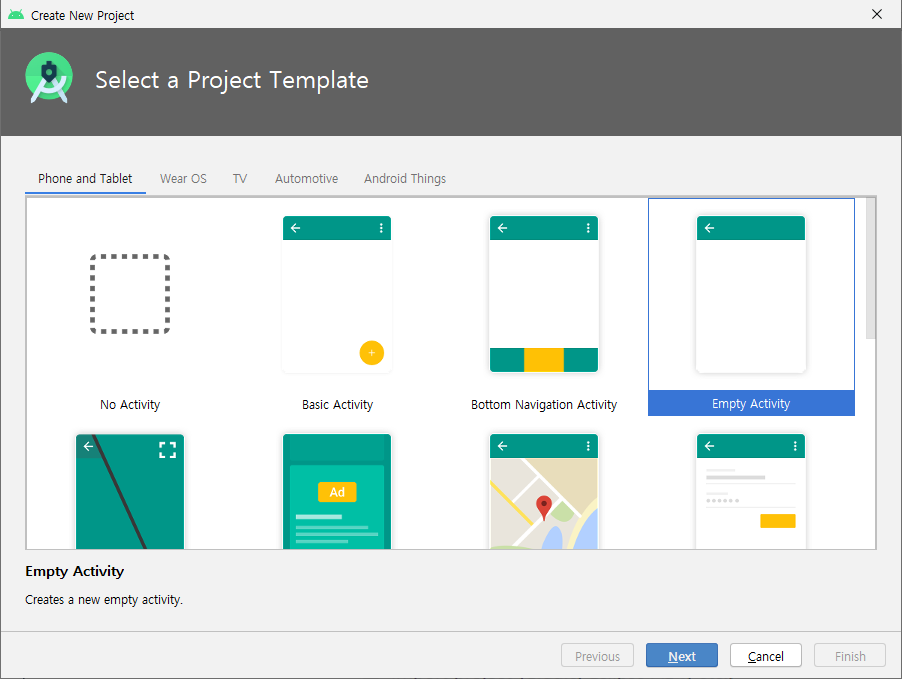 Create New Project
Select a Project Template
Phone and Tablet
Wear OS
TV
Automotive
Android Things
No Activity
Basic Activity
Bottom Navigation Activity
Empty Activity
Ad
Empty Activity
Creates a new empty activity.
Previous
Next
Cancel
Finish